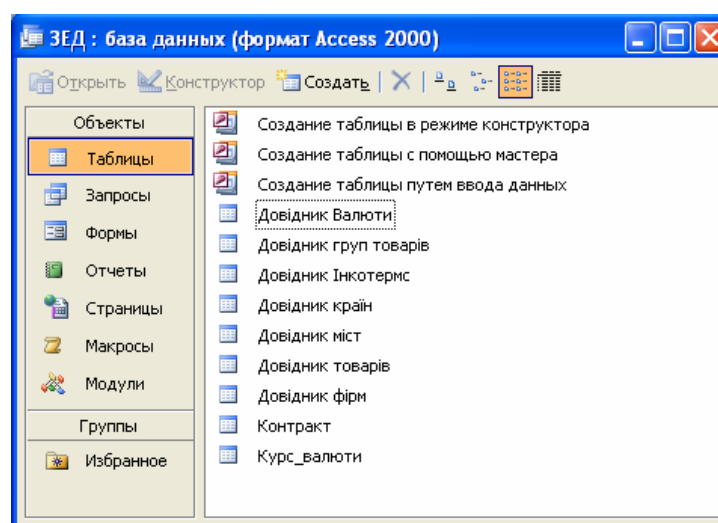 ЗЕД : база данных (формат Access 2000)
Открыть Конструктор Создать
Объекты
Таблицы
Запросы
Формы
Отчеты
Страницы
Макросы
Модули
Группы
Избранное
Создание таблицы в режиме конструктора
Создание таблицы с помощью мастера
Создание таблицы путем ввода данных
Довідник Валюти
Довідник груп товарів
Довідник Інкотермс
Довідник країн
Довідник міст
Довідник товарів
Довідник фірм
Контракт
Курс_валюти